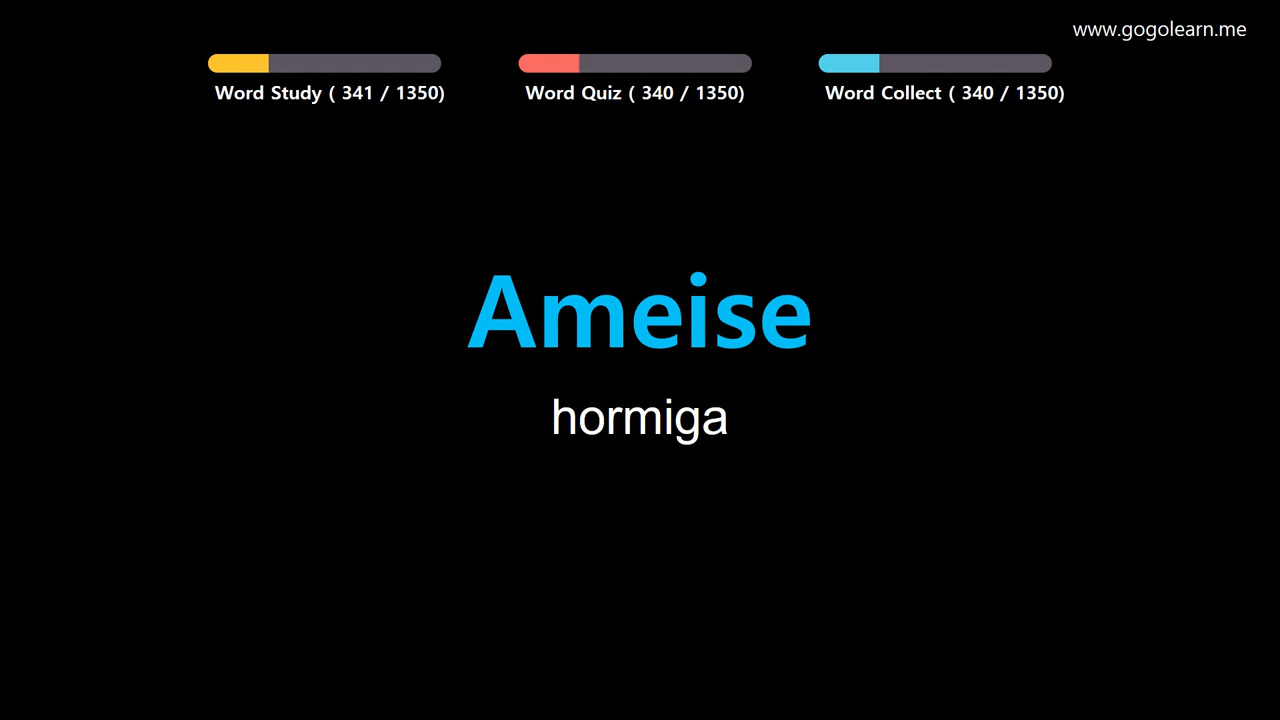 www.gogolearn.me
Word Study ( 341 / 1350)
Word Quiz ( 340 / 1350)
Word Collect ( 340 / 1350)
Ameise
hormiga